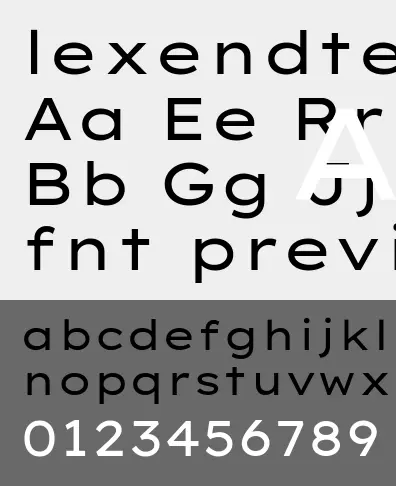 lexendte
Aa Ee Rr
Bb Gg Jj
A
fnt previ
abcdefghijkl
nopqrstuvwx
0123456789